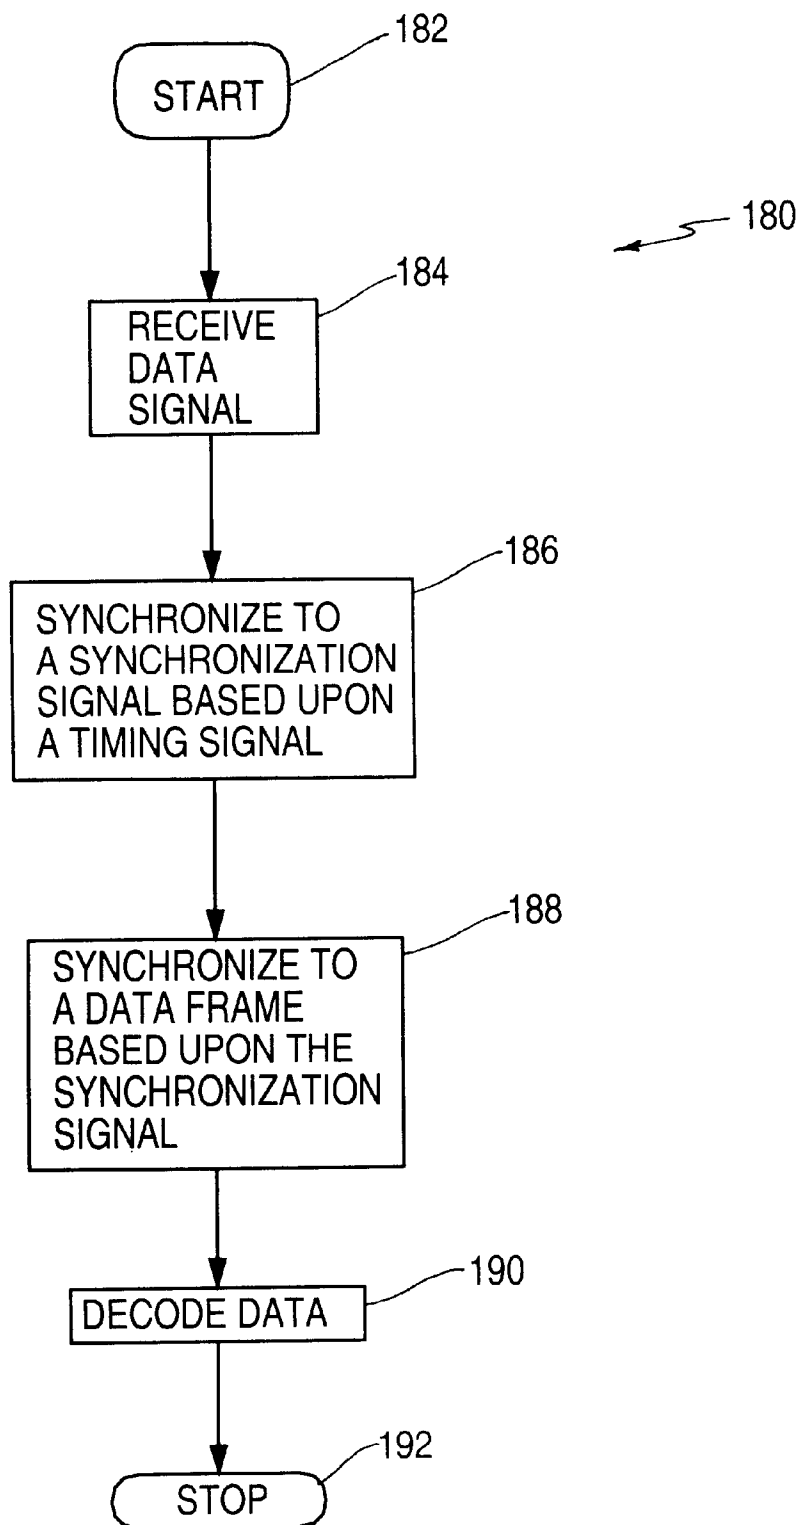 182
START
180
184
RECEIVE
DATA
SIGNAL
186
SYNCHRONIZE TO
A SYNCHRONIZATION
SIGNAL BASED UPON
A TIMING SIGNAL
188
SYNCHRONIZE TO
A DATA FRAME
BASED UPON THE
SYNCHRONIZATION
SIGNAL
190
DECODE DATA
192
STOP